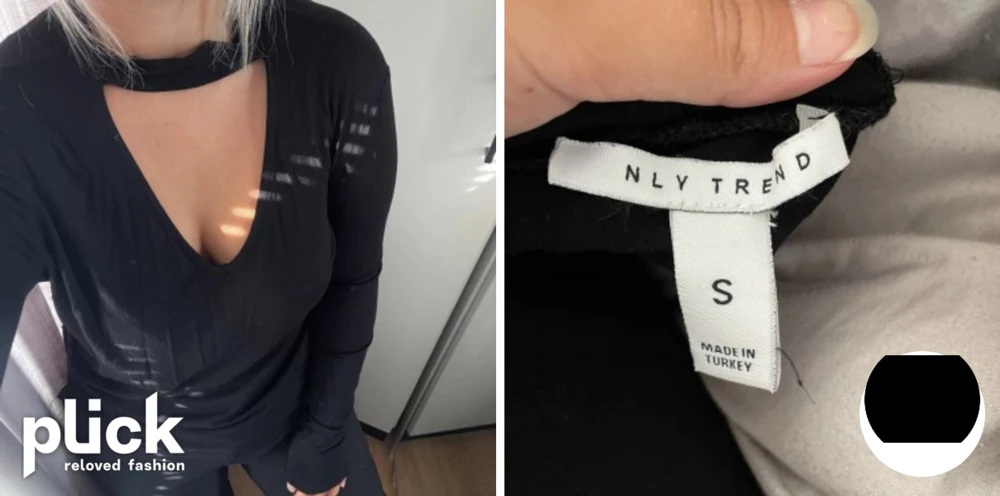 plick
reloved fashion
NLY TREND
S
MADE IN
TURKEY